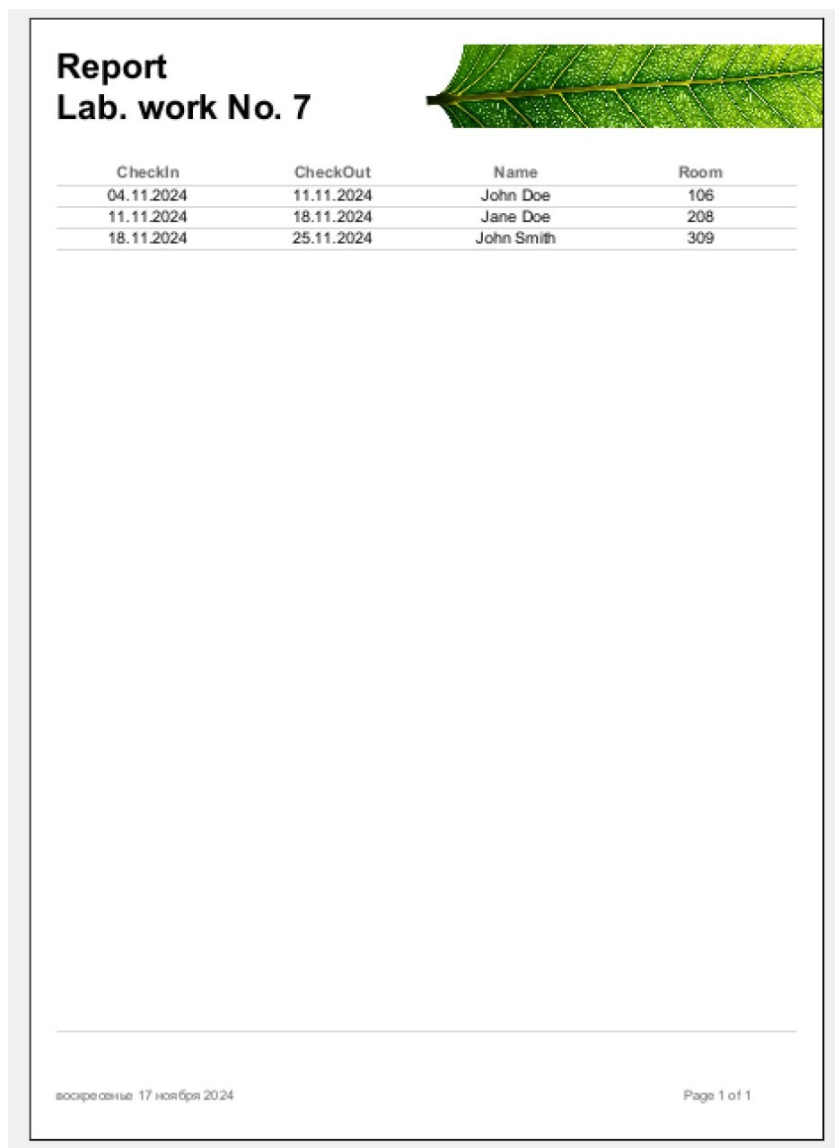 Report
Lab. work No. 7
CheckIn CheckOut Name Room
04.11.2024 11.11.2024 John Doe 106
11.11.2024 18.11.2024 Jane Doe 208
18.11.2024 25.11.2024 John Smith 309
воскресенье 17 ноября 2024 Page 1 of 1